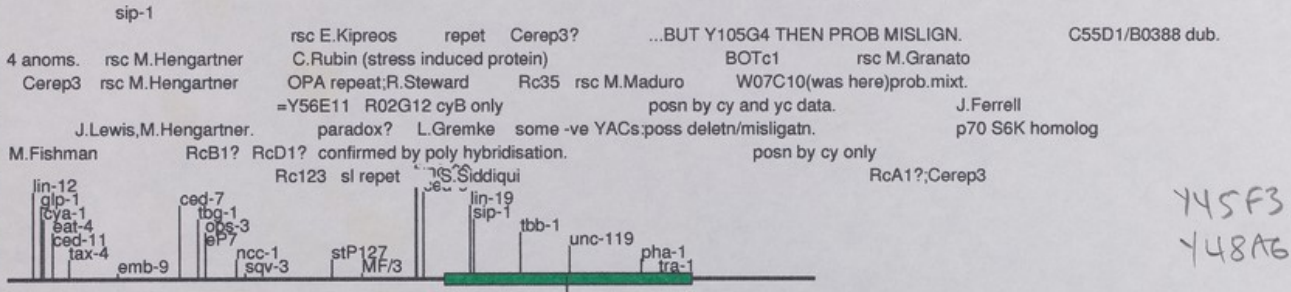 sip-1
rsc E.Kipreos repet Cerep3? ...BUT Y105G4 THEN PROB MISLIGN. C55D1/B0388 dub.
4 anoms. rsc M.Hengartner C.Rubin (stress induced protein) BOTc1 rsc M.Granato
Cerep3 rsc M.Hengartner OPA repeat;R.Steward Rc35 rsc M.Maduro W07C10(was here)prob.mixt.
=Y56E11 R02G12 cyB only posn by cy and yc data. J.Ferrell
J.Lewis,M.Hengartner. paradox? L.Gremke some -ve YACs:poss deletn/misligatn. p70 S6K homolog
M.Fishman RcB1? RcD1? confirmed by poly hybridisation. posn by cy only
Rc123 sl repet S.Siddiqui RcA1?;Cerep3
lin-12
glp-1 ced-7 lin-19
cya-1 tbg-1 sip-1
eat-4 ops-3 tbb-1
ced-11 eP7 unc-119
tax-4 ncc-1 stP127 pha-1
emb-9 sqv-3 MF/3 tra-1
Y45F3
Y48A6